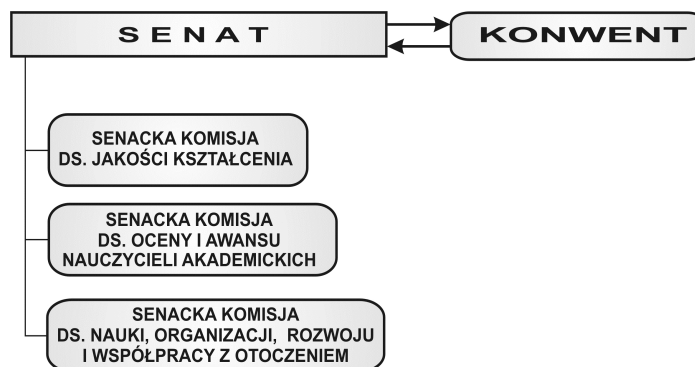 SENAT
KONWENT
SENACKA KOMISJA
DS. JAKOŚCI KSZTAŁCENIA
SENACKA KOMISJA
DS. OCENY I AWANSU
NAUCZYCIELI AKADEMICKICH
SENACKA KOMISJA
DS. NAUKI, ORGANIZACJI, ROZWOJU
I WSPÓŁPRACY Z OTOCZENIEM